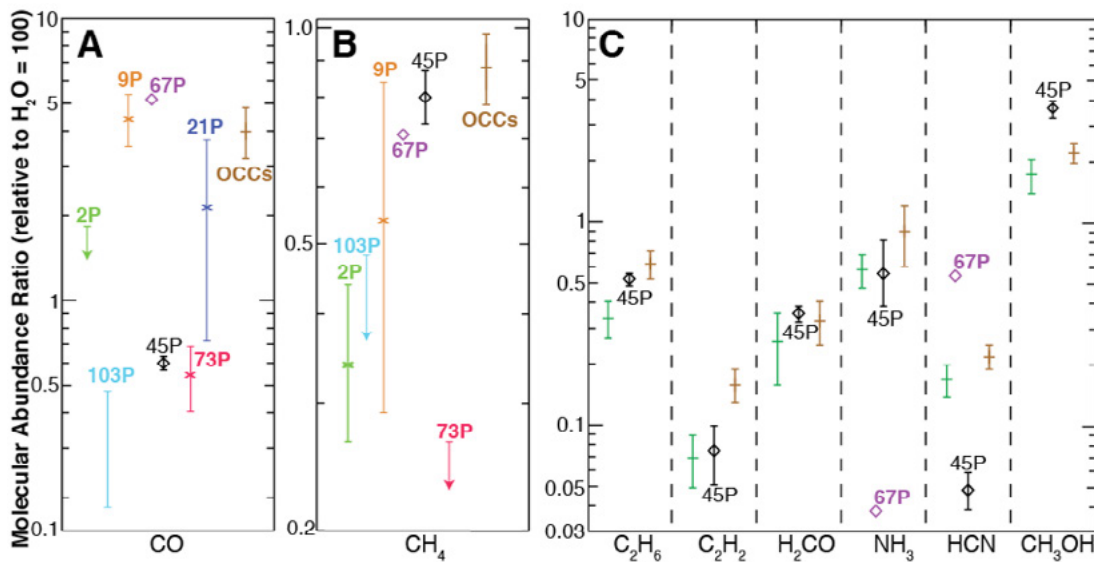 Molecular Abundance Ratio (relative to H₂O = 100)
A
10
5
1
0.5
0.1
9P
67P
21P
OCCs
2P
45P
73P
103P
CO
B
1.0
0.5
0.2
9P
45P
OCCs
67P
103P
2P
73P
CH₄
C
10
5
1
0.5
0.1
0.05
0.03
45P
45P
45P
45P
67P
67P
45P
45P
C₂H₆
C₂H₂
H₂CO
NH₃
HCN
CH₃OH